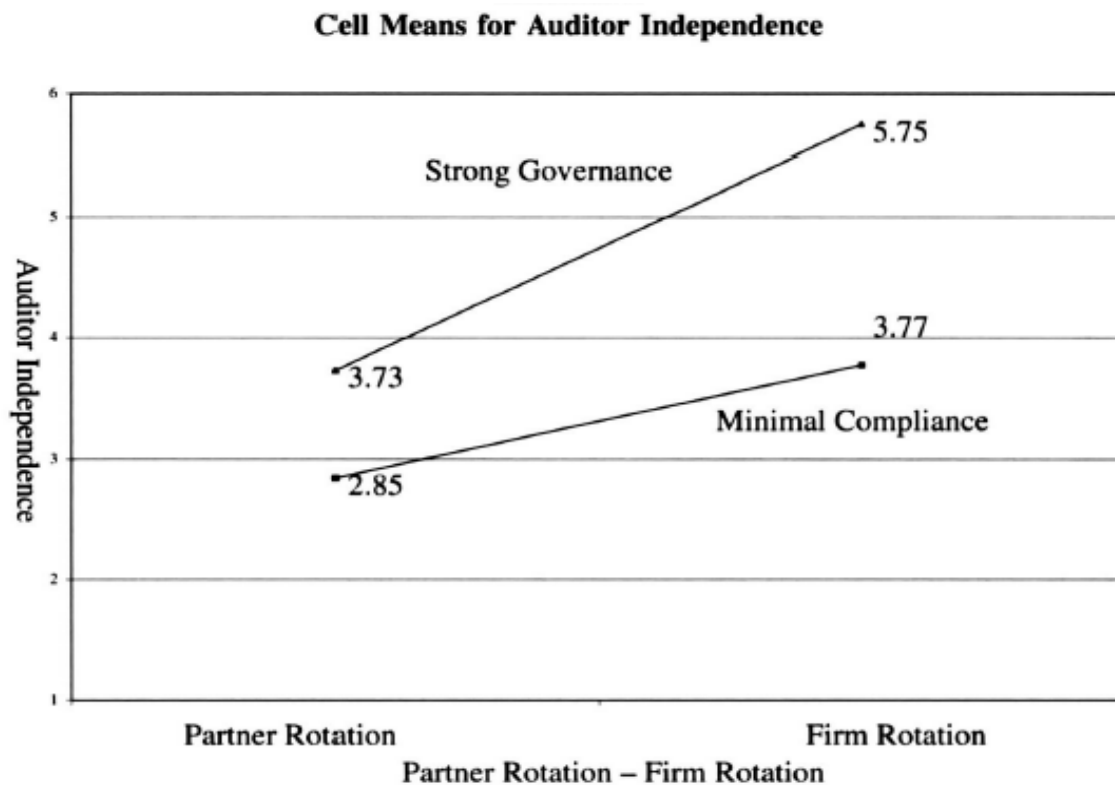 Cell Means for Auditor Independence
6
5.75
Strong Governance
5
Auditor Independence
4
3.77
3.73
Minimal Compliance
3
2.85
2
1
Partner Rotation
Firm Rotation
Partner Rotation – Firm Rotation